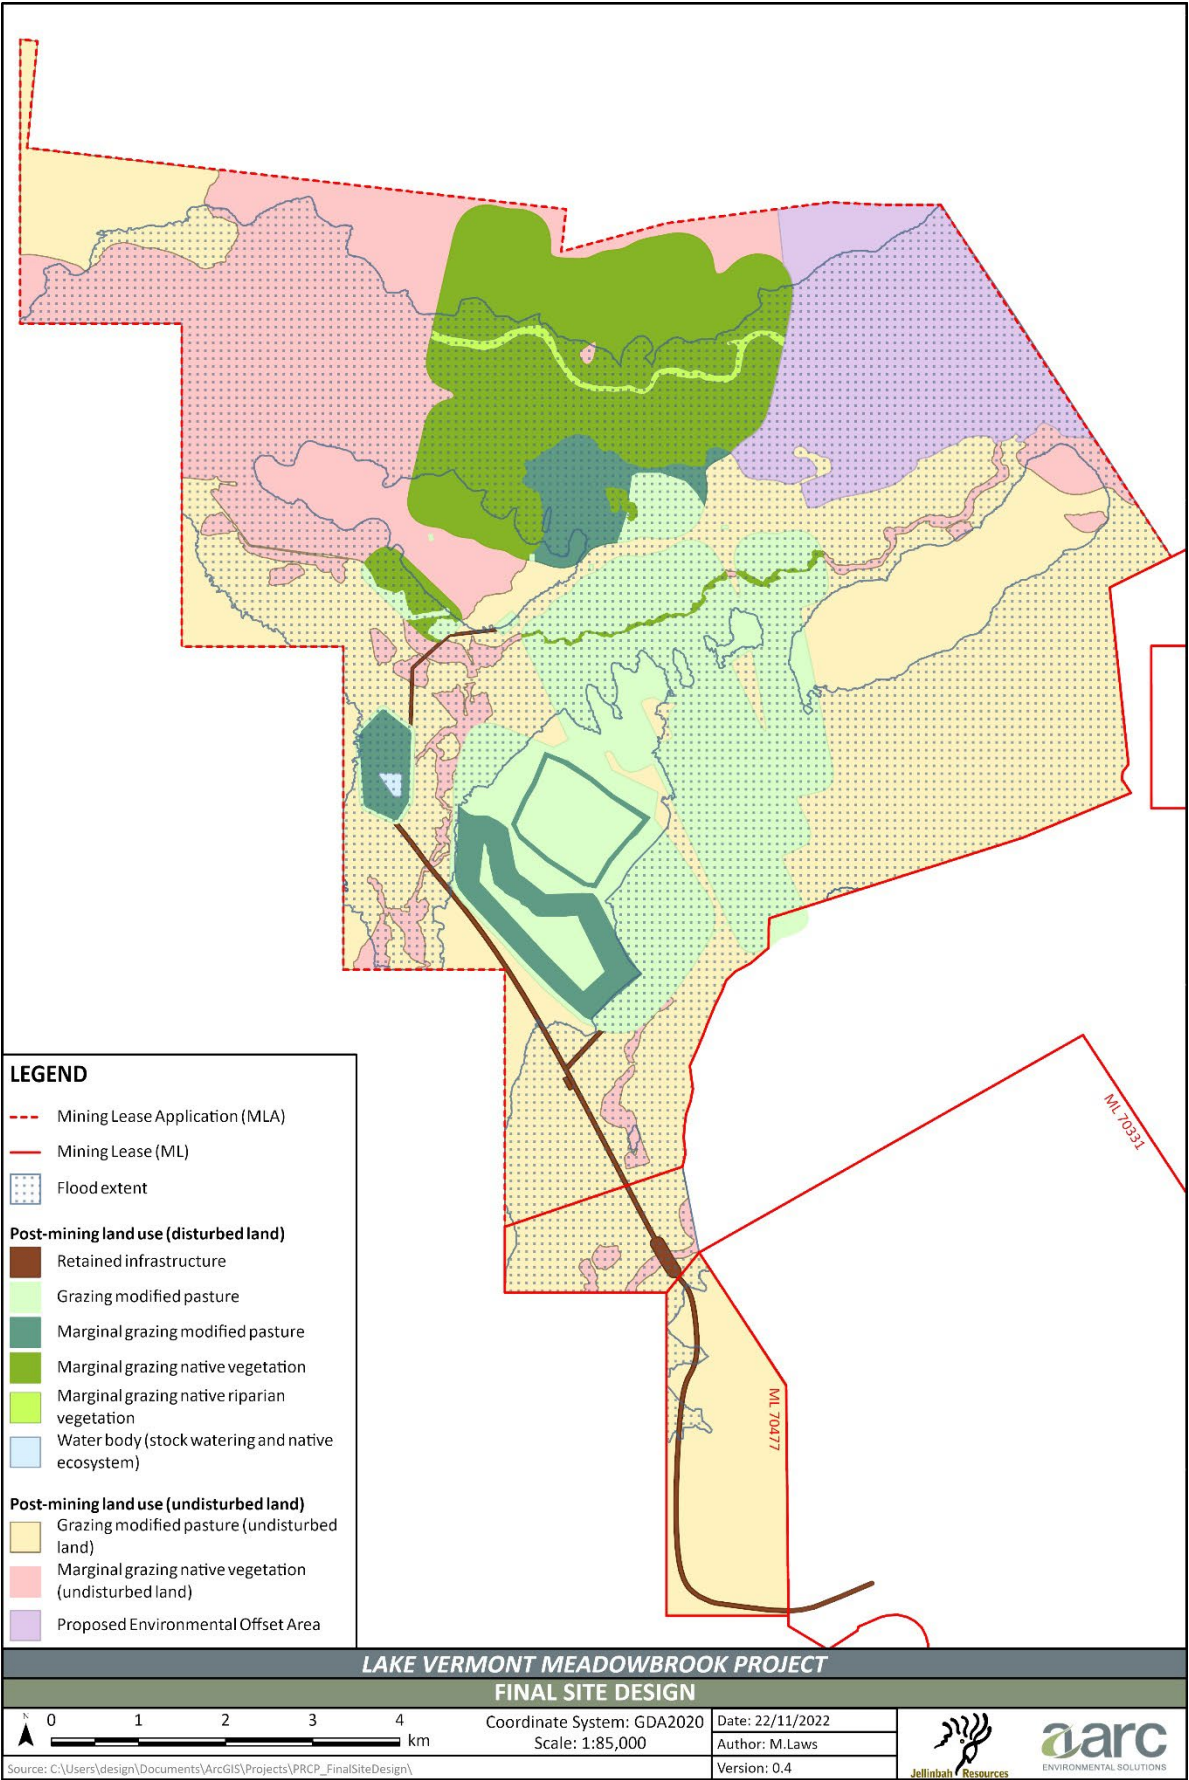 ML 70331
ML 70477
LEGEND
Mining Lease Application (MLA)
Mining Lease (ML)
Flood extent
Post-mining land use (disturbed land)
Retained infrastructure
Grazing modified pasture
Marginal grazing modified pasture
Marginal grazing native vegetation
Marginal grazing native riparian
vegetation
Water body (stock watering and native
ecosystem)
Post-mining land use (undisturbed land)
Grazing modified pasture (undisturbed
land)
Marginal grazing native vegetation
(undisturbed land)
Proposed Environmental Offset Area
LAKE VERMONT MEADOWBROOK PROJECT
FINAL SITE DESIGN
N
0 1 2 3 4
km
Coordinate System: GDA2020
Scale: 1:85,000
Date: 22/11/2022
Author: M.Laws
Version: 0.4
Source: C:\Users\design\Documents\ArcGIS\Projects\PRCP_FinalSiteDesign\
Jellinbah Resources
aarc
ENVIRONMENTAL SOLUTIONS